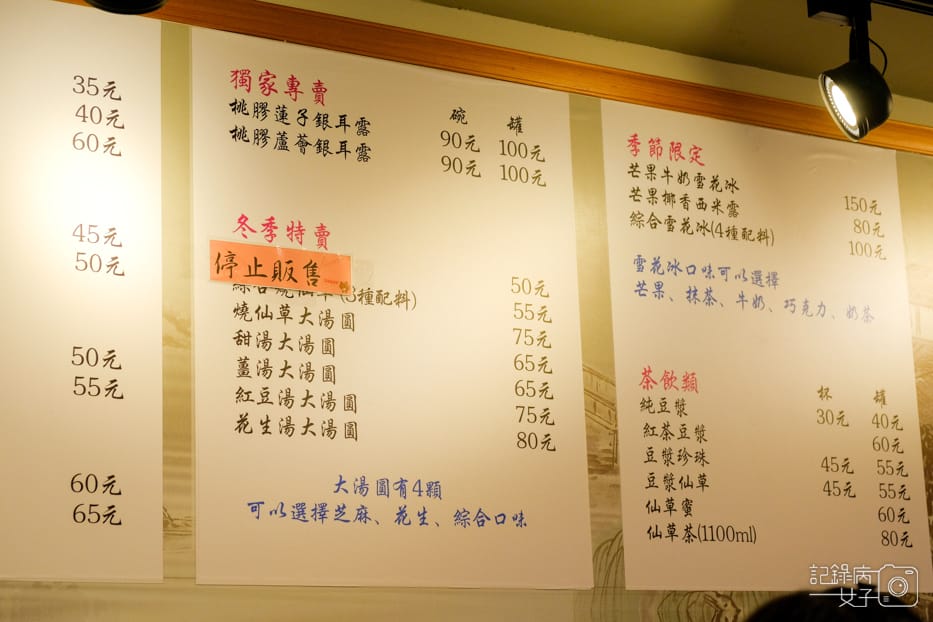 35元
40元
60元
45元
50元
50元
55元
60元
65元
獨家專賣 碗 罐
桃膠蓮子銀耳露 90元 100元
桃膠蘆薈銀耳露 90元 100元
冬季特賣
停止販售
50元
綜合燒仙草(3種配料) 55元
燒仙草大湯圓 75元
甜湯大湯圓 65元
薑湯大湯圓 65元
紅豆湯大湯圓 75元
花生湯大湯圓 80元
大湯圓有4顆
可以選擇芝麻、花生、綜合口味
季節限定
芒果牛奶雪花冰 150元
芒果椰香西米露 80元
綜合雪花冰(4種配料) 100元
雪花冰口味可以選擇
芒果、抹茶、牛奶、巧克力、奶茶
茶飲類 杯 罐
純豆漿 30元 40元
紅茶豆漿 60元
豆漿珍珠 45元 55元
豆漿仙草 45元 55元
仙草蜜 60元
仙草茶(1100ml) 80元
記錄病
女子